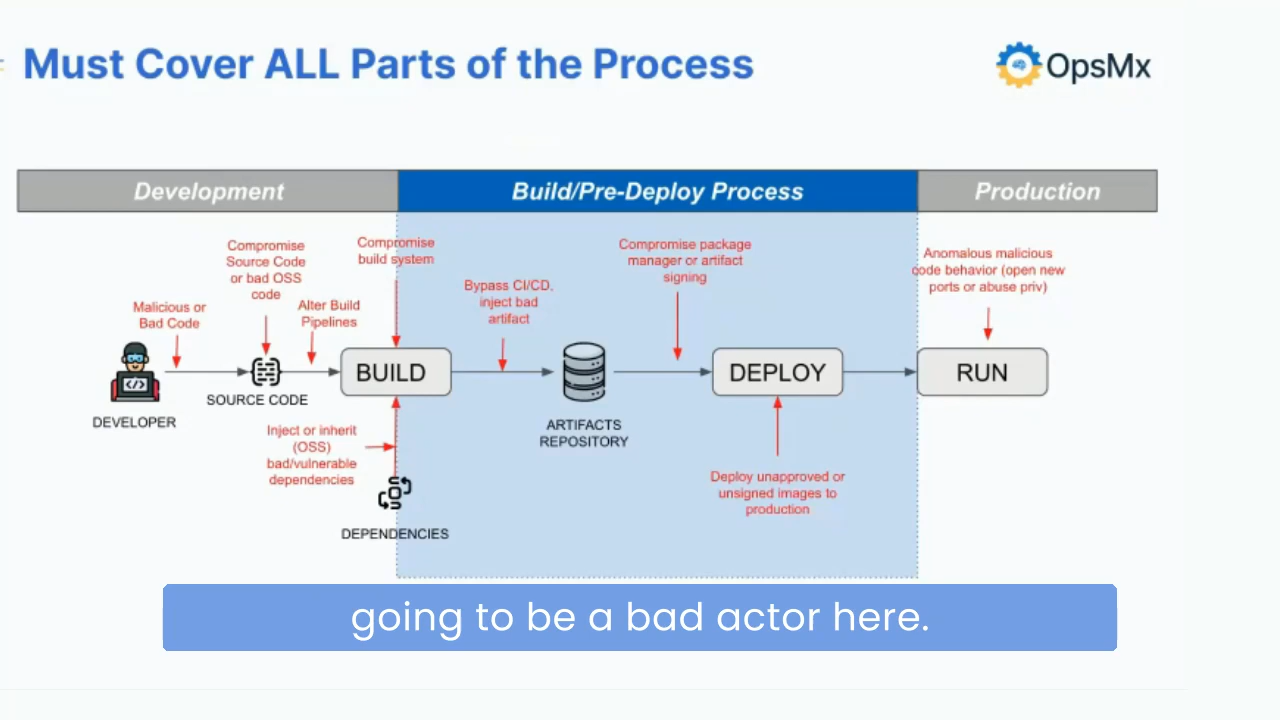 Must Cover ALL Parts of the Process
OpsMx
Development
Build/Pre-Deploy Process
Production
Malicious or
Bad Code
Compromise
Source Code
or bad OSS
code
Alter Build
Pipelines
Compromise
build system
Bypass CI/CD,
inject bad
artifact
Compromise package
manager or artifact
signing
Anomalous malicious
code behavior (open new
ports or abuse priv)
DEVELOPER
SOURCE CODE
BUILD
ARTIFACTS
REPOSITORY
DEPLOY
RUN
Inject or inherit
(OSS)
bad/vulnerable
dependencies
DEPENDENCIES
Deploy unapproved or
unsigned images to
production
going to be a bad actor here.